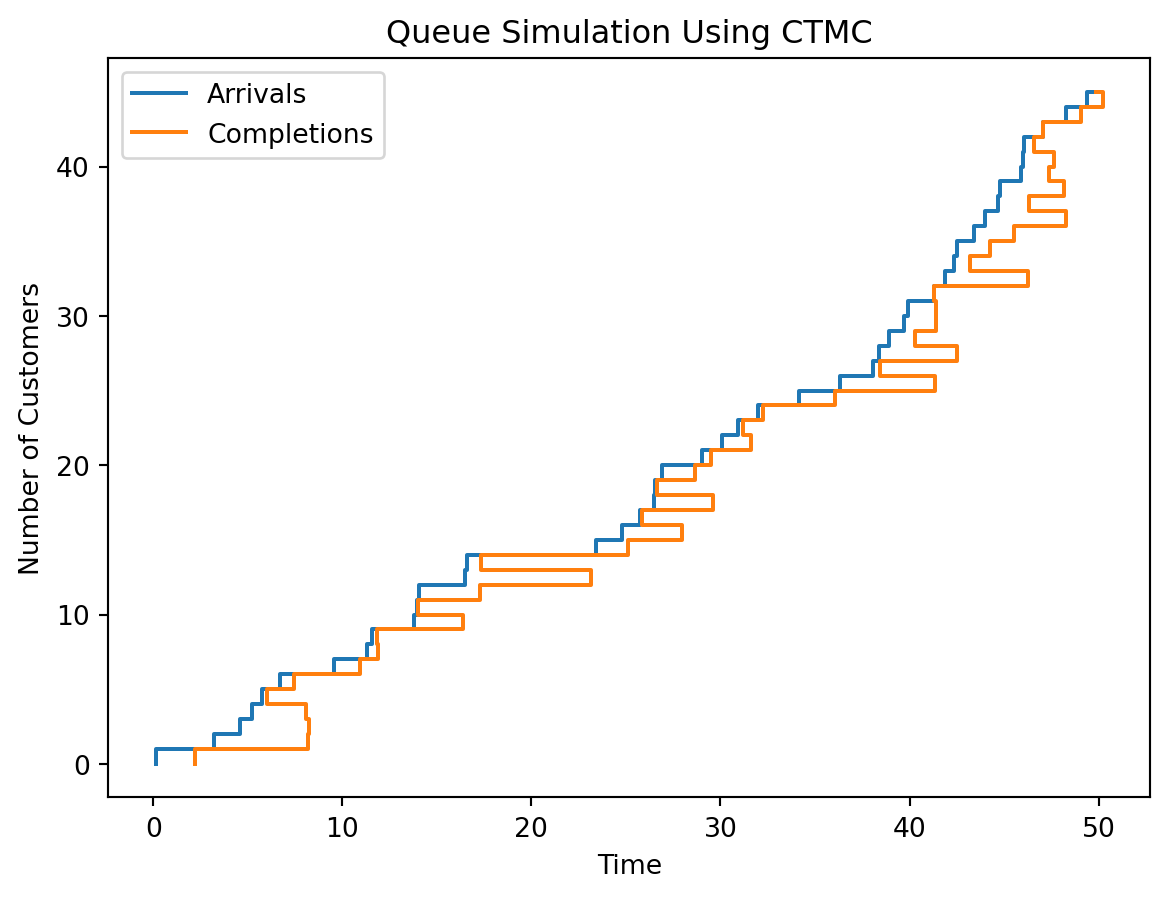 Queue Simulation Using CTMC
Arrivals
Completions
Number of Customers
40
30
20
10
0
0 10 20 30 40 50
Time